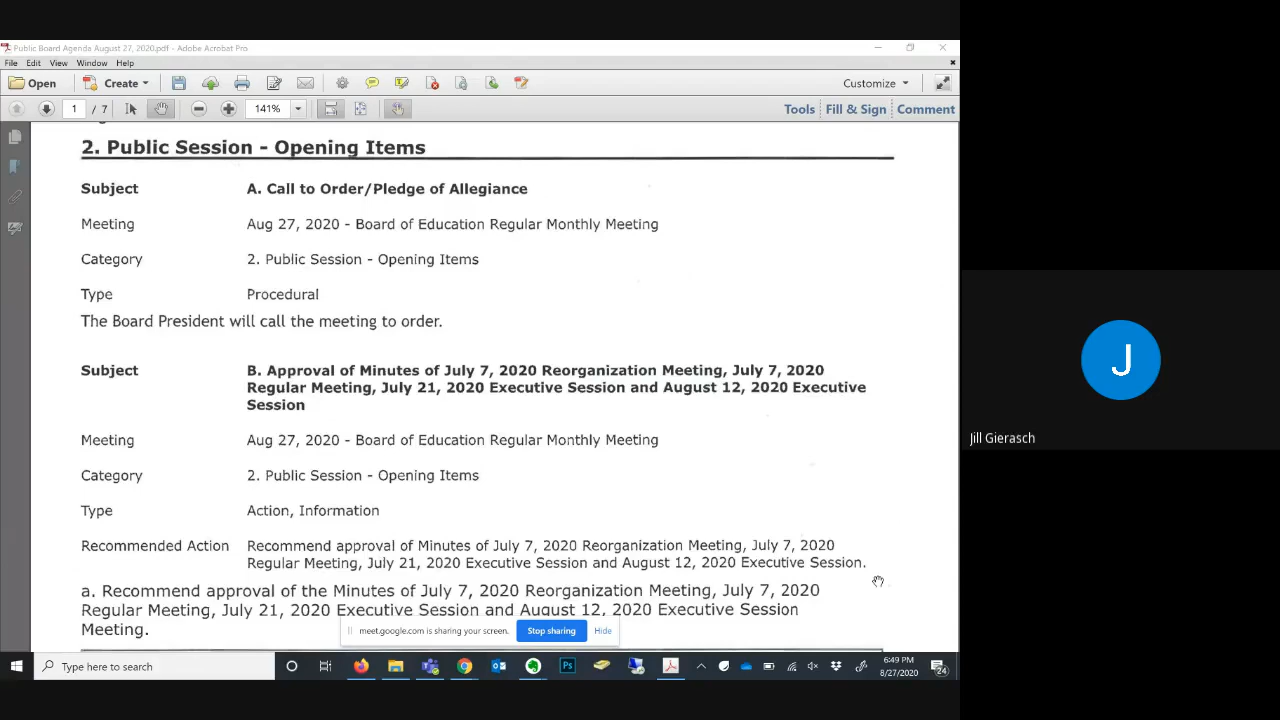 Public Board Agenda August 27, 2020.pdf - Adobe Acrobat Pro
File Edit View Window Help
Open Create Customize
1 / 7 141% Tools Fill & Sign Comment
2. Public Session - Opening Items
Subject A. Call to Order/Pledge of Allegiance
Meeting Aug 27, 2020 - Board of Education Regular Monthly Meeting
Category 2. Public Session - Opening Items
Type Procedural
The Board President will call the meeting to order.
Subject B. Approval of Minutes of July 7, 2020 Reorganization Meeting, July 7, 2020
Regular Meeting, July 21, 2020 Executive Session and August 12, 2020 Executive
Session
Meeting Aug 27, 2020 - Board of Education Regular Monthly Meeting
Category 2. Public Session - Opening Items
Type Action, Information
Recommended Action Recommend approval of Minutes of July 7, 2020 Reorganization Meeting, July 7, 2020
Regular Meeting, July 21, 2020 Executive Session and August 12, 2020 Executive Session.
a. Recommend approval of the Minutes of July 7, 2020 Reorganization Meeting, July 7, 2020
Regular Meeting, July 21, 2020 Executive Session and August 12, 2020 Executive Session
Meeting.
meet.google.com is sharing your screen. Stop sharing Hide
Type here to search
Ps
6:49 PM
8/27/2020
24
J
Jill Gierasch